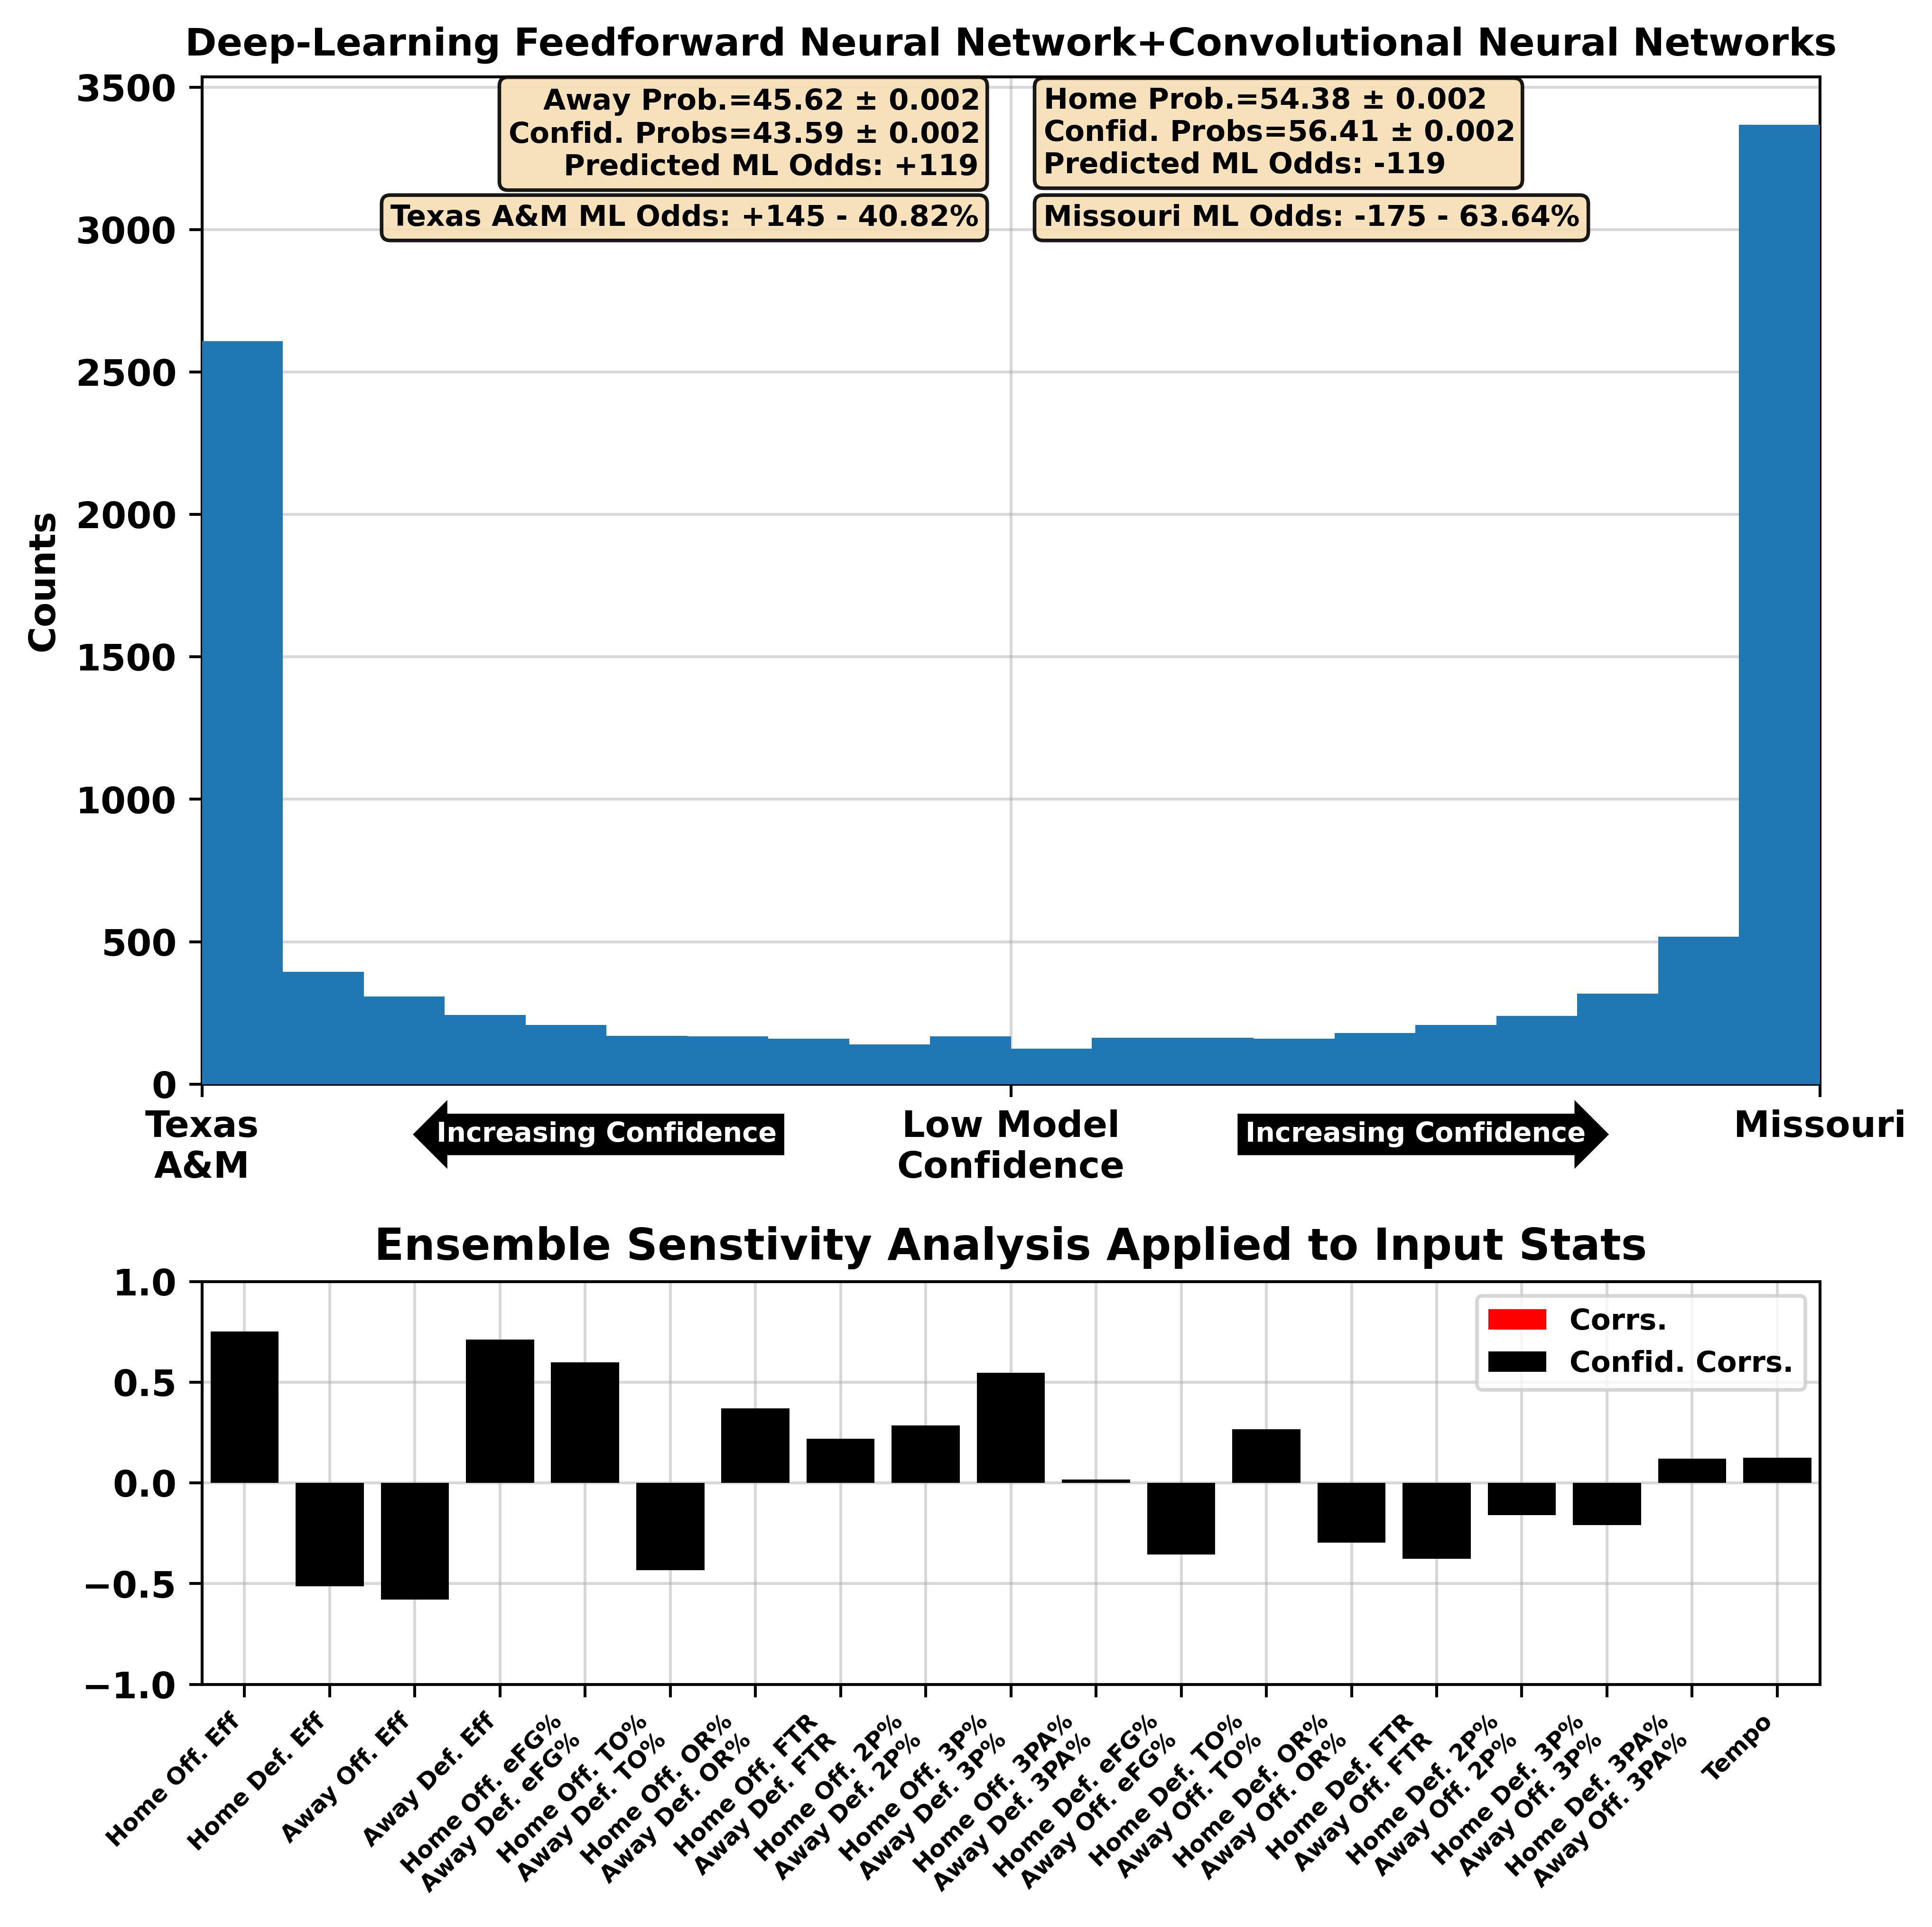 Deep-Learning Feedforward Neural Network+Convolutional Neural Networks
3500
3000
2500
2000
1500
1000
500
0
Counts
Away Prob.=45.62 ± 0.002
Confid. Probs=43.59 ± 0.002
Predicted ML Odds: +119
Texas A&M ML Odds: +145 - 40.82%
Home Prob.=54.38 ± 0.002
Confid. Probs=56.41 ± 0.002
Predicted ML Odds: -119
Missouri ML Odds: -175 - 63.64%
Texas
A&M
Increasing Confidence
Low Model
Confidence
Increasing Confidence
Missouri
Ensemble Senstivity Analysis Applied to Input Stats
1.0
0.5
0.0
−0.5
−1.0
Corrs.
Confid. Corrs.
Home Off. Eff
Home Def. Eff
Away Off. Eff
Away Def. Eff
Home Off. eFG%
Away Def. eFG%
Home Off. TO%
Away Def. TO%
Home Off. OR%
Away Def. OR%
Home Off. FTR
Away Def. FTR
Home Off. 2P%
Away Def. 2P%
Home Off. 3P%
Away Def. 3P%
Home Off. 3PA%
Away Def. 3PA%
Home Def. eFG%
Away Off. eFG%
Home Def. TO%
Away Off. TO%
Home Def. OR%
Away Off. OR%
Home Def. FTR
Away Off. FTR
Home Def. 2P%
Away Off. 2P%
Home Def. 3P%
Away Off. 3P%
Home Def. 3PA%
Away Off. 3PA%
Tempo